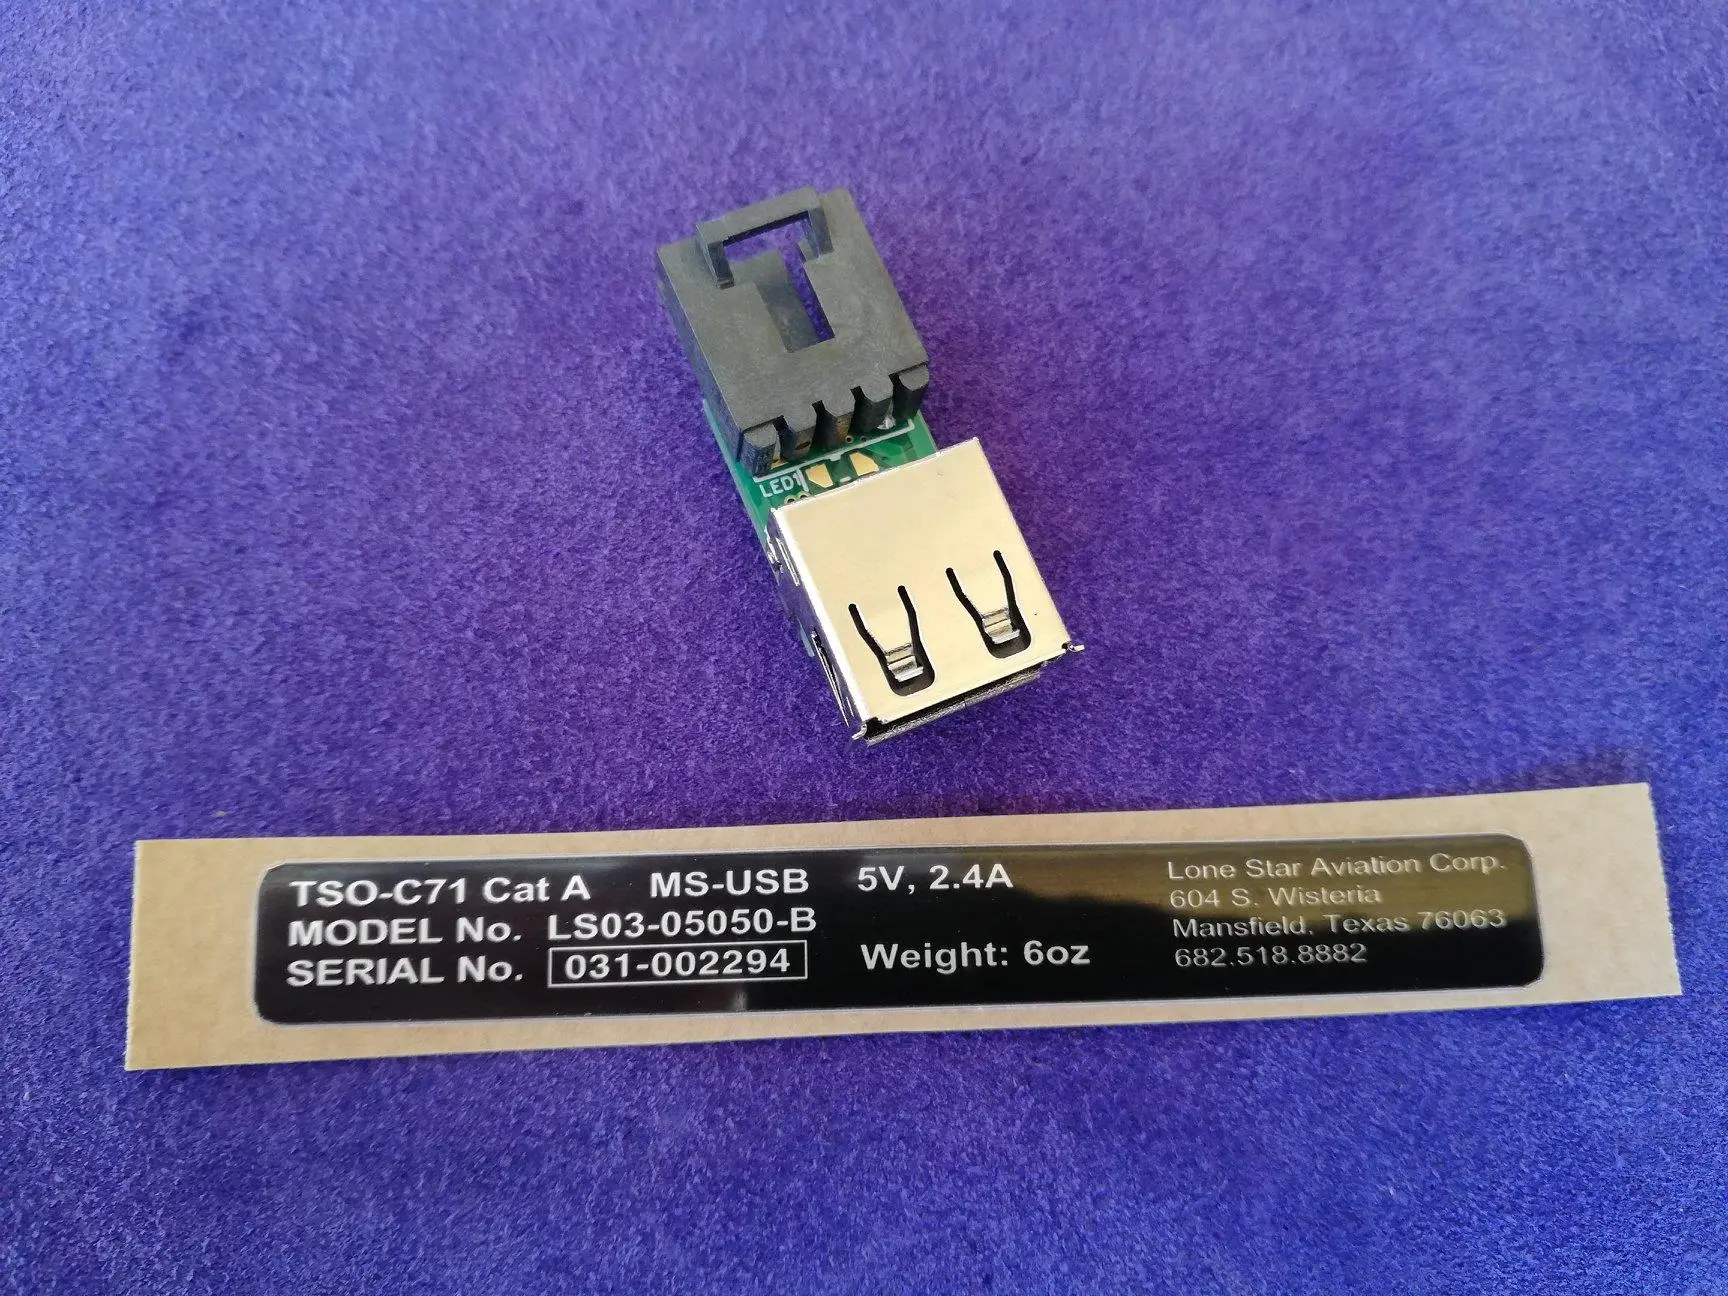 LED1
TSO-C71 Cat A MS-USB 5V, 2.4A
MODEL No. LS03-05050-B
SERIAL No. 031-002294
Weight: 6oz
Lone Star Aviation Corp.
604 S. Wisteria
Mansfield, Texas 76063
682.518.8882